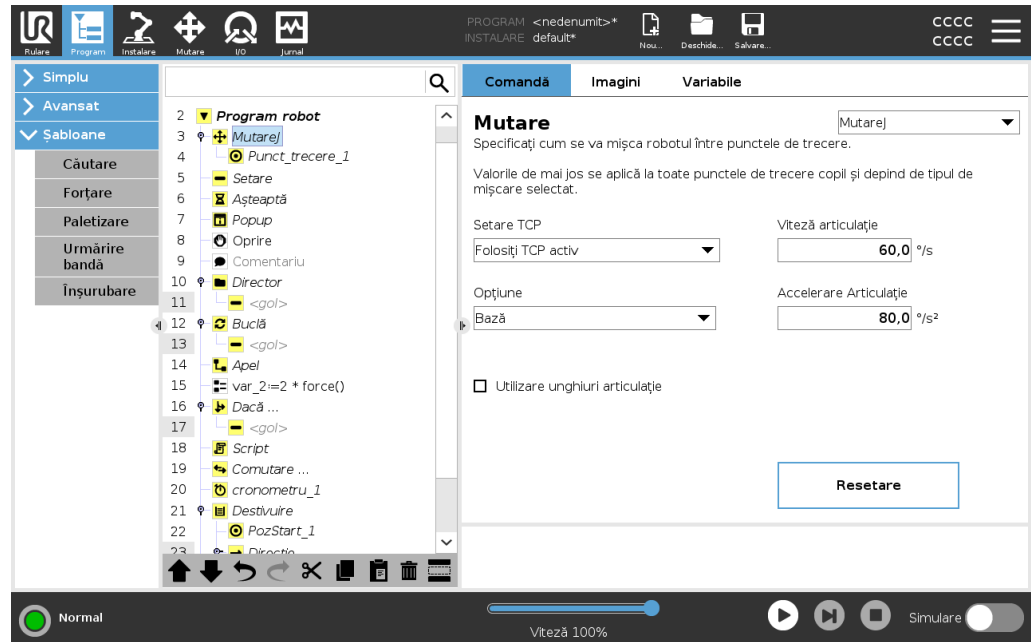 UR
Rulare
Program
Instalare
Mutare
I/O
Jurnal
PROGRAM <nedenumit>*
INSTALARE default*
Nou...
Deschide...
Salvare...
CCCC
CCCC
Simplu
Avansat
Șabloane
Căutare
Forțare
Paletizare
Urmărire
bandă
Înșurubare
2 Program robot
3 MutareJ
4 Punct_trecere_1
5 Setare
6 Așteaptă
7 Popup
8 Oprire
9 Comentariu
10 Director
11 <gol>
12 Buclă
13 <gol>
14 Apel
15 var_2≔2 * force()
16 Dacă ...
17 <gol>
18 Script
19 Comutare ...
20 cronometru_1
21 Destivuire
22 PozStart_1
23 Direcție
Comandă
Imagini
Variabile
Mutare
MutareJ
Specificați cum se va mișca robotul între punctele de trecere.
Valorile de mai jos se aplică la toate punctele de trecere copil și depind de tipul de
mișcare selectat.
Setare TCP
Viteză articulație
Folosiți TCP activ
60,0 °/s
Opțiune
Accelerare Articulație
Bază
80,0 °/s²
Utilizare unghiuri articulație
Resetare
Normal
Viteză 100%
Simulare